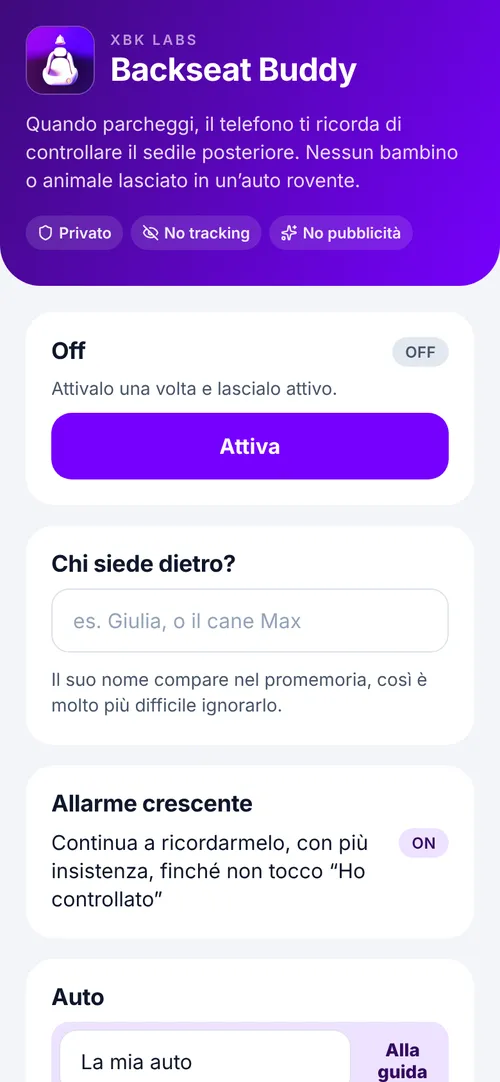 XBK LABS
Backseat Buddy
Quando parcheggi, il telefono ti ricorda di
controllare il sedile posteriore. Nessun bambino
o animale lasciato in un’auto rovente.
Privato
No tracking
No pubblicità
Off
OFF
Attivalo una volta e lascialo attivo.
Attiva
Chi siede dietro?
es. Giulia, o il cane Max
Il suo nome compare nel promemoria, così è
molto più difficile ignorarlo.
Allarme crescente
Continua a ricordarmelo, con più
insistenza, finché non tocco “Ho
controllato”
ON
Auto
La mia auto
Alla
guida